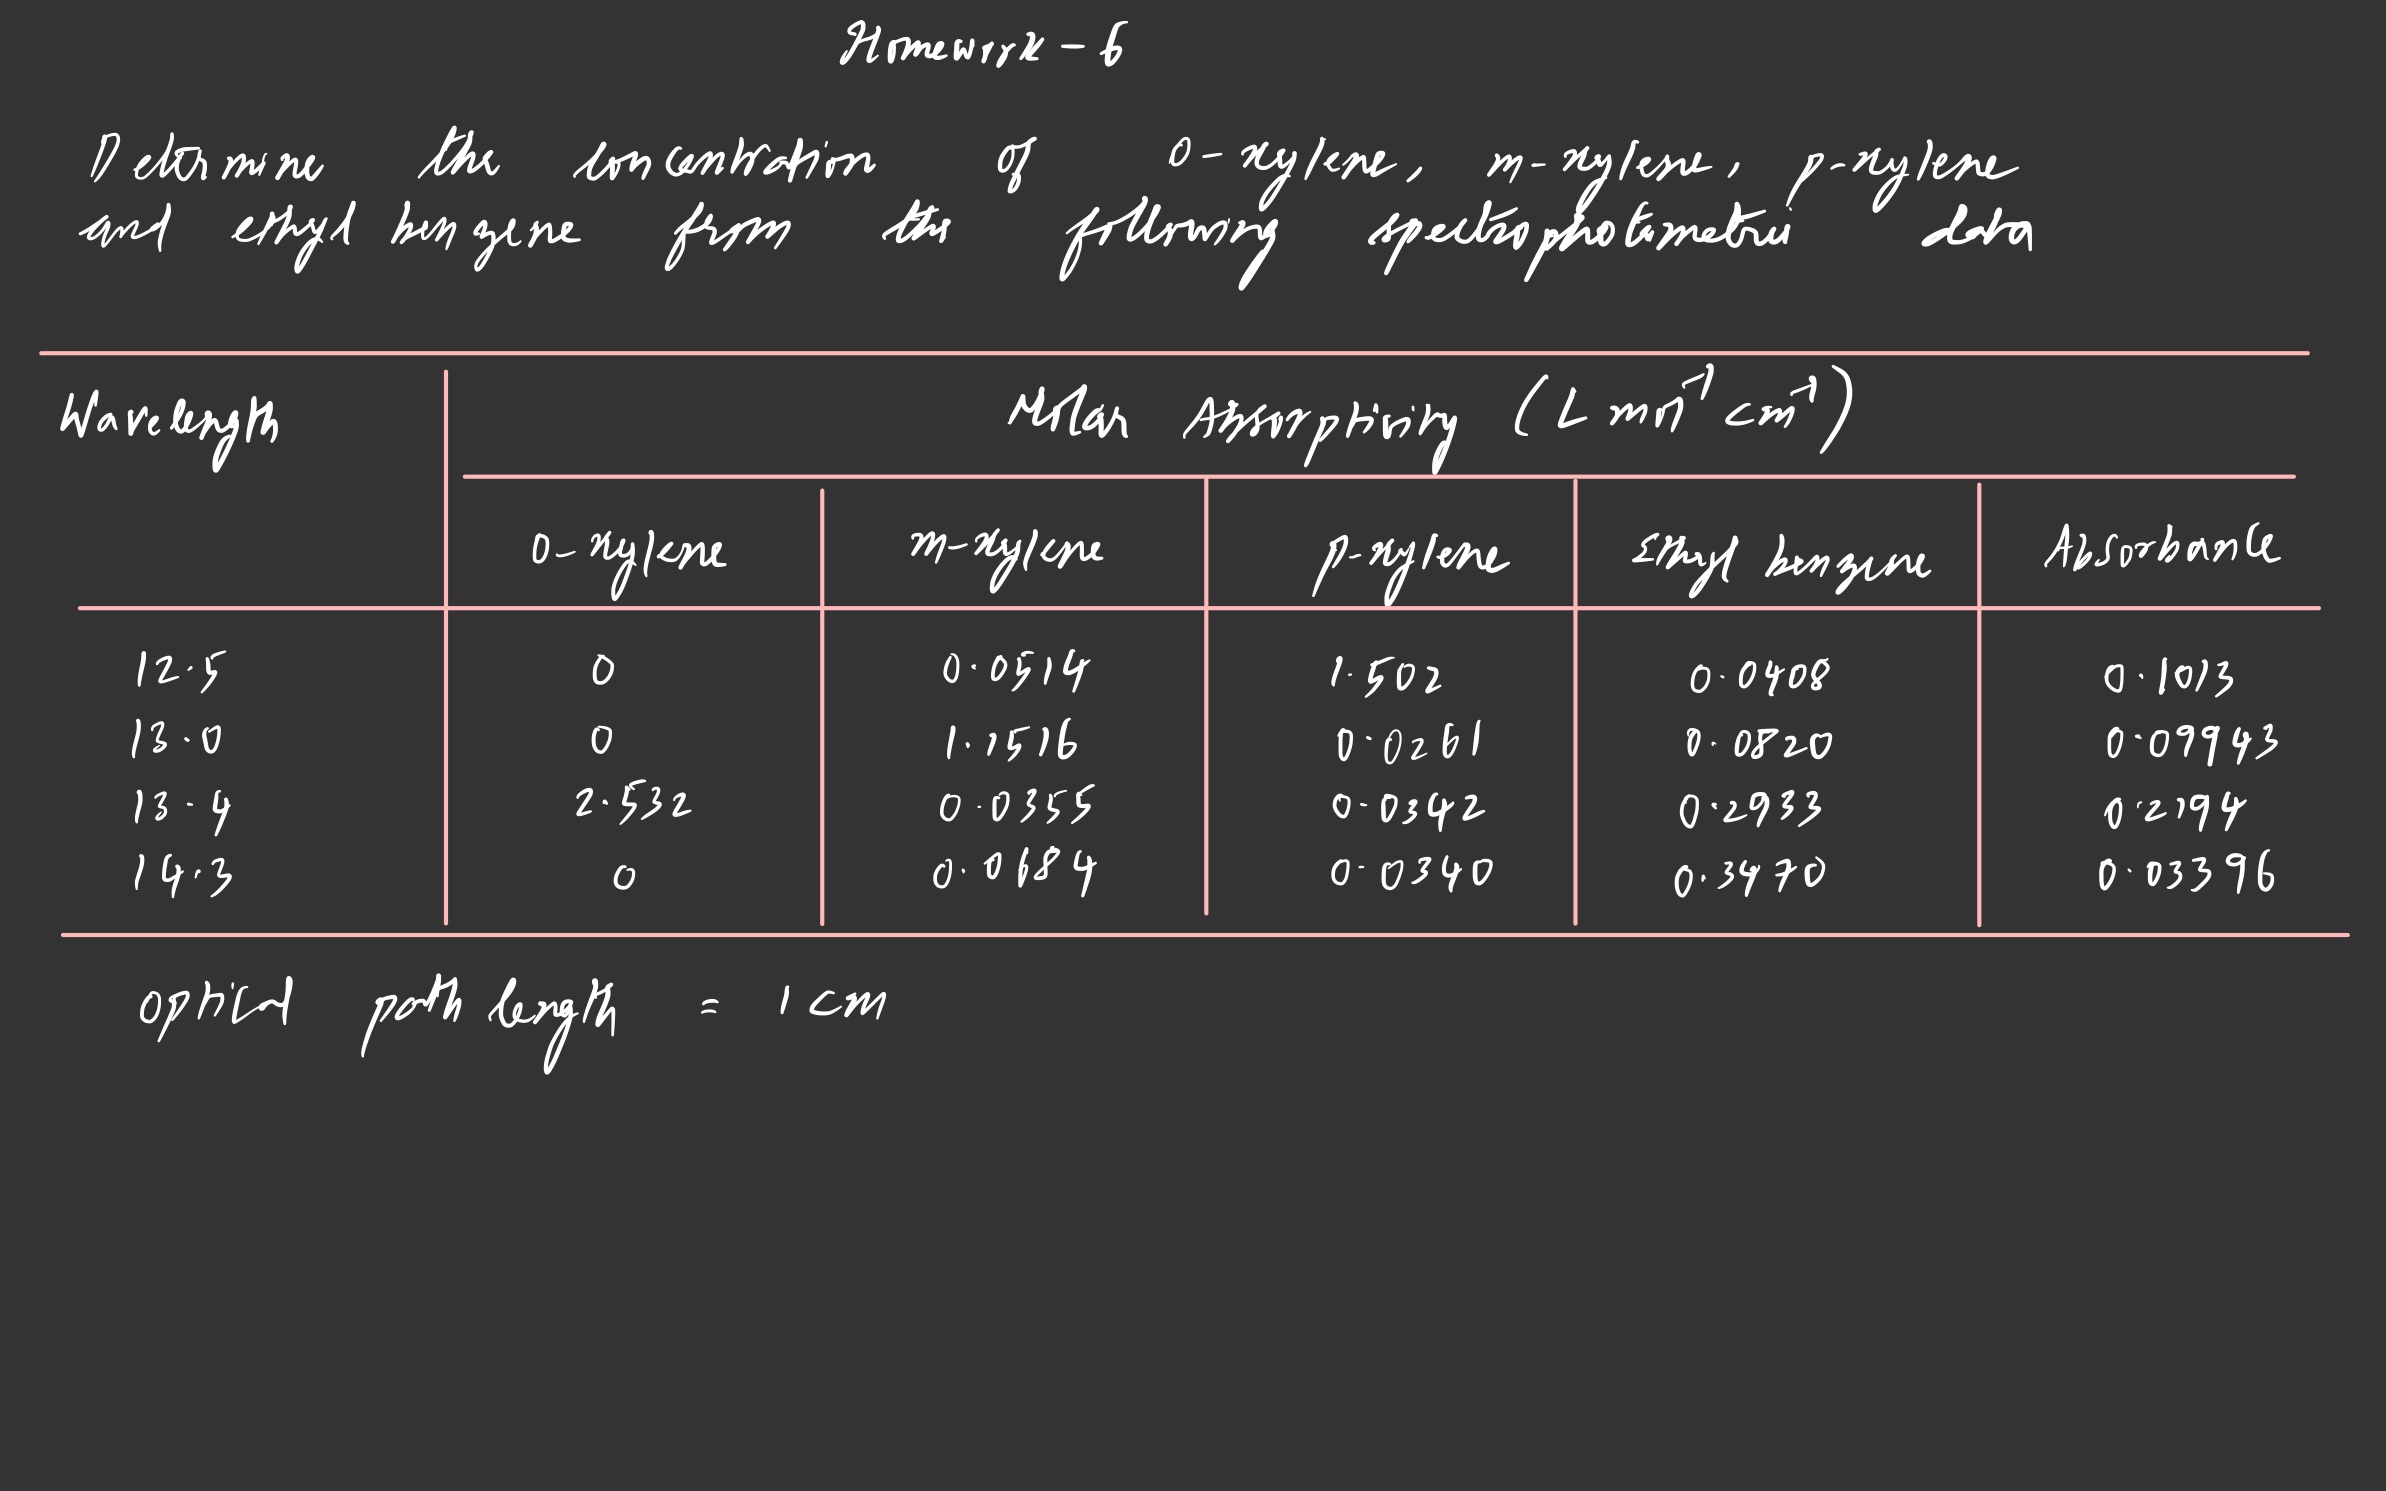 Homework - 6
Determine the concentration of o-xylene, m-xylene, p-xylene
and ethyl benzene from the following spectrophotometric data
Wavelength Molar Absorptivity (L mol⁻¹ cm⁻¹)
o-xylene m-xylene p-xylene Ethyl benzene Absorbance
12.5 0 0.0514 1.502 0.0408 0.1013
13.0 0 1.1516 0.0261 0.0820 0.09943
13.4 2.532 0.0355 0.0342 0.2933 0.2194
14.3 0 0.0684 0.0340 0.3470 0.03396
optical path length = 1 cm